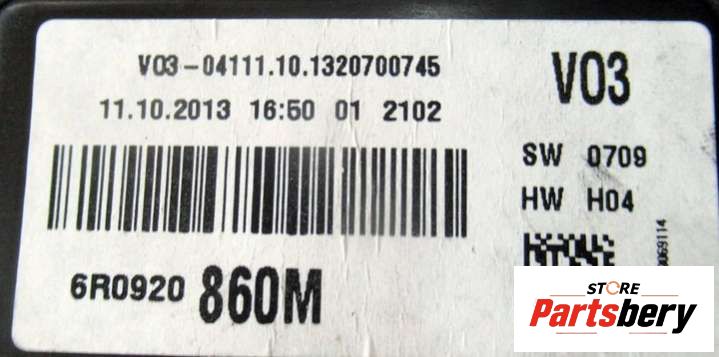 V03-04111.10.1320700745
11.10.2013 16:50 01 2102
6R0920 860M
V03
SW 0709
HW H04
069114
STORE
Partsbery